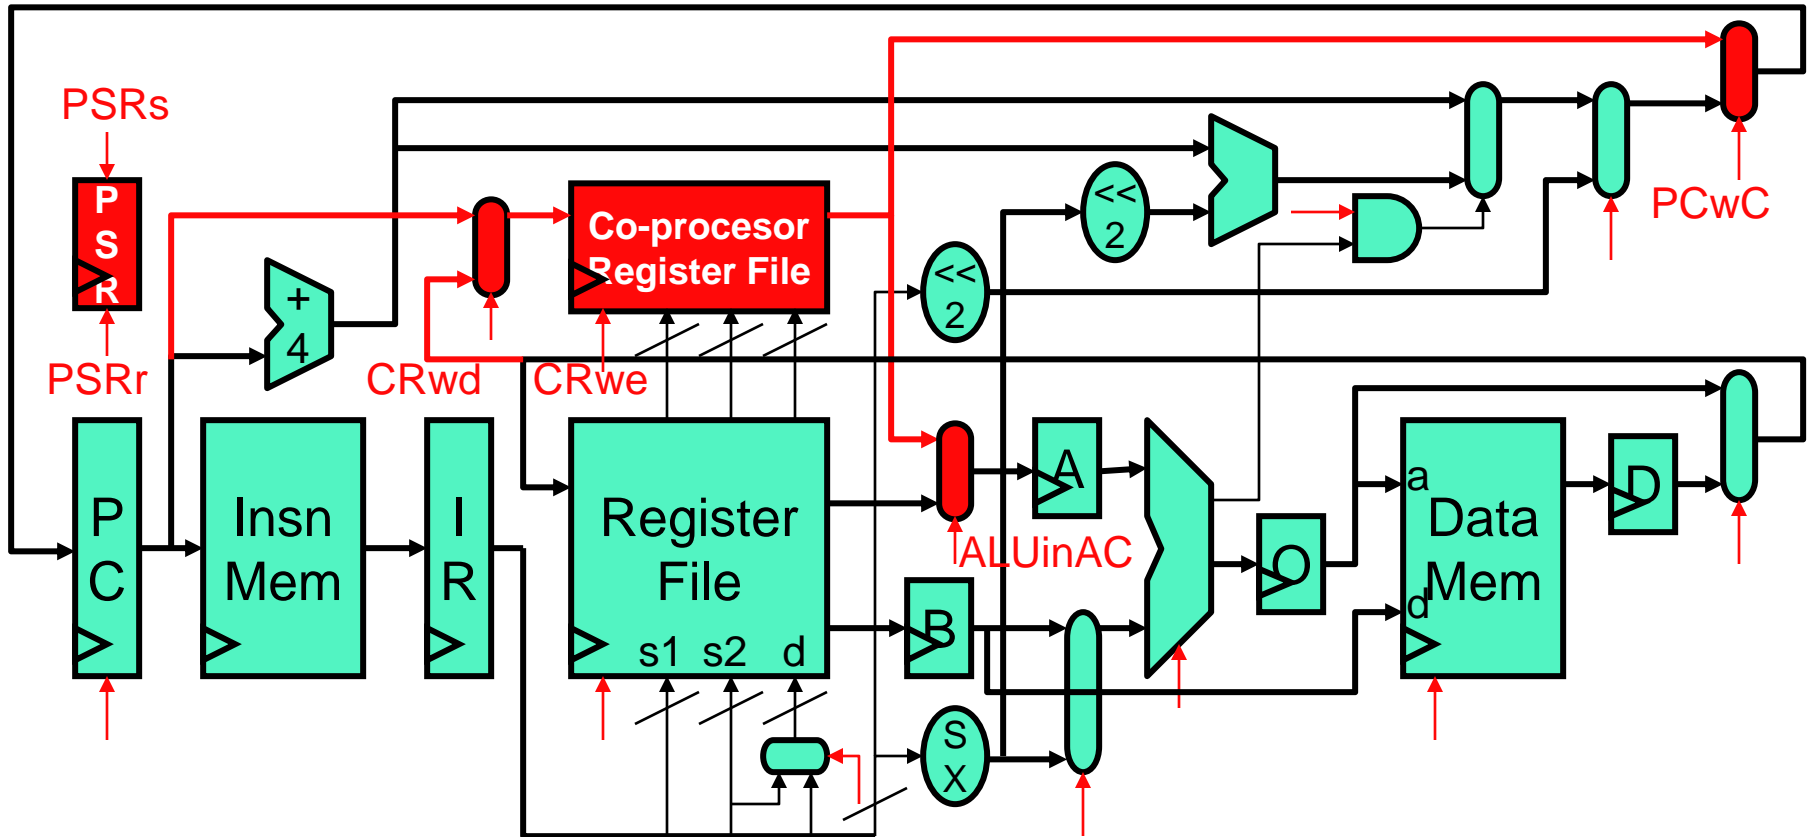 PSRs
P
S
R
PSRr
+
4
CRwd
Co-procesor
Register File
CRwe
<<
2
<<
2
PCwC
P
C
Insn
Mem
I
R
Register
File
s1 s2 d
ALUinAC
A
B
S
X
O
a
Data
Mem
d
D